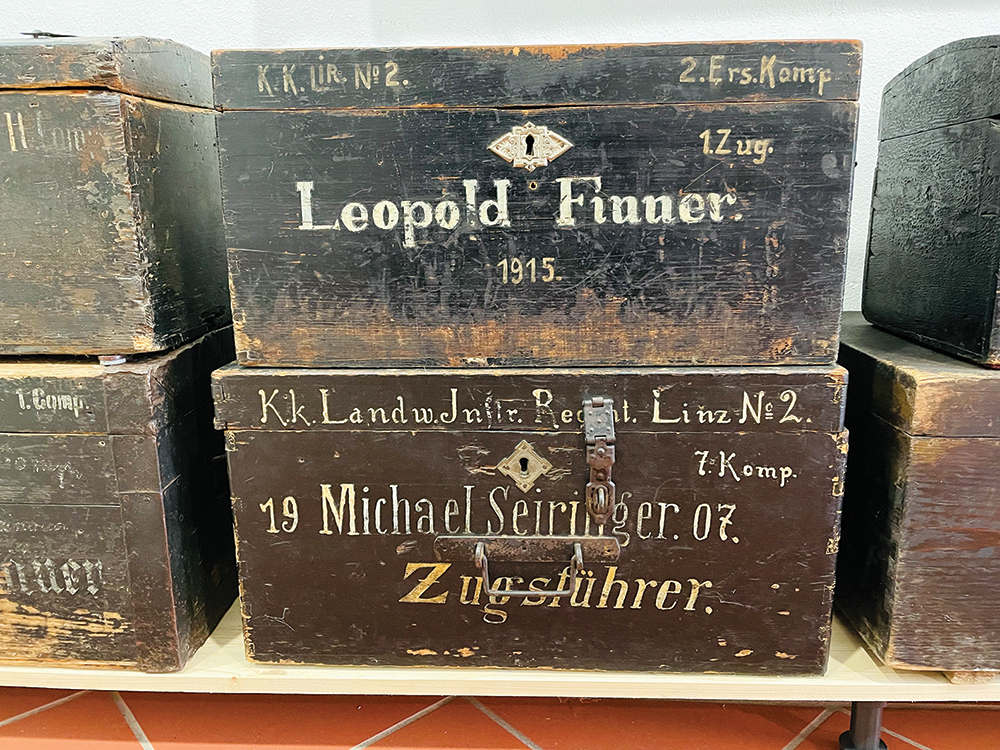 K.K. LIR. № 2. 2. Ers. Komp
1. Zug.
Leopold Finner.
1915.
K.k. Landw. Inftr. Regmt. Linz № 2.
7. Komp.
19 Michael Seiringer. 07.
Zugsführer.
1. Comp.